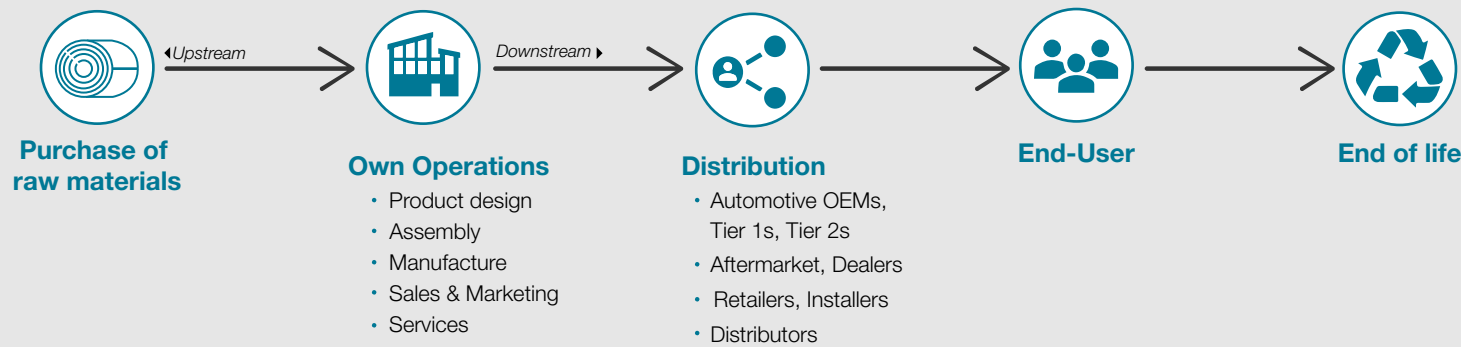 ◂Upstream
Downstream ▸
Purchase of
raw materials
Own Operations
• Product design
• Assembly
• Manufacture
• Sales & Marketing
• Services
Distribution
• Automotive OEMs,
Tier 1s, Tier 2s
• Aftermarket, Dealers
• Retailers, Installers
• Distributors
End-User
End of life